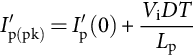 I′p(pk) = I′p(0) + ViDT/Lp